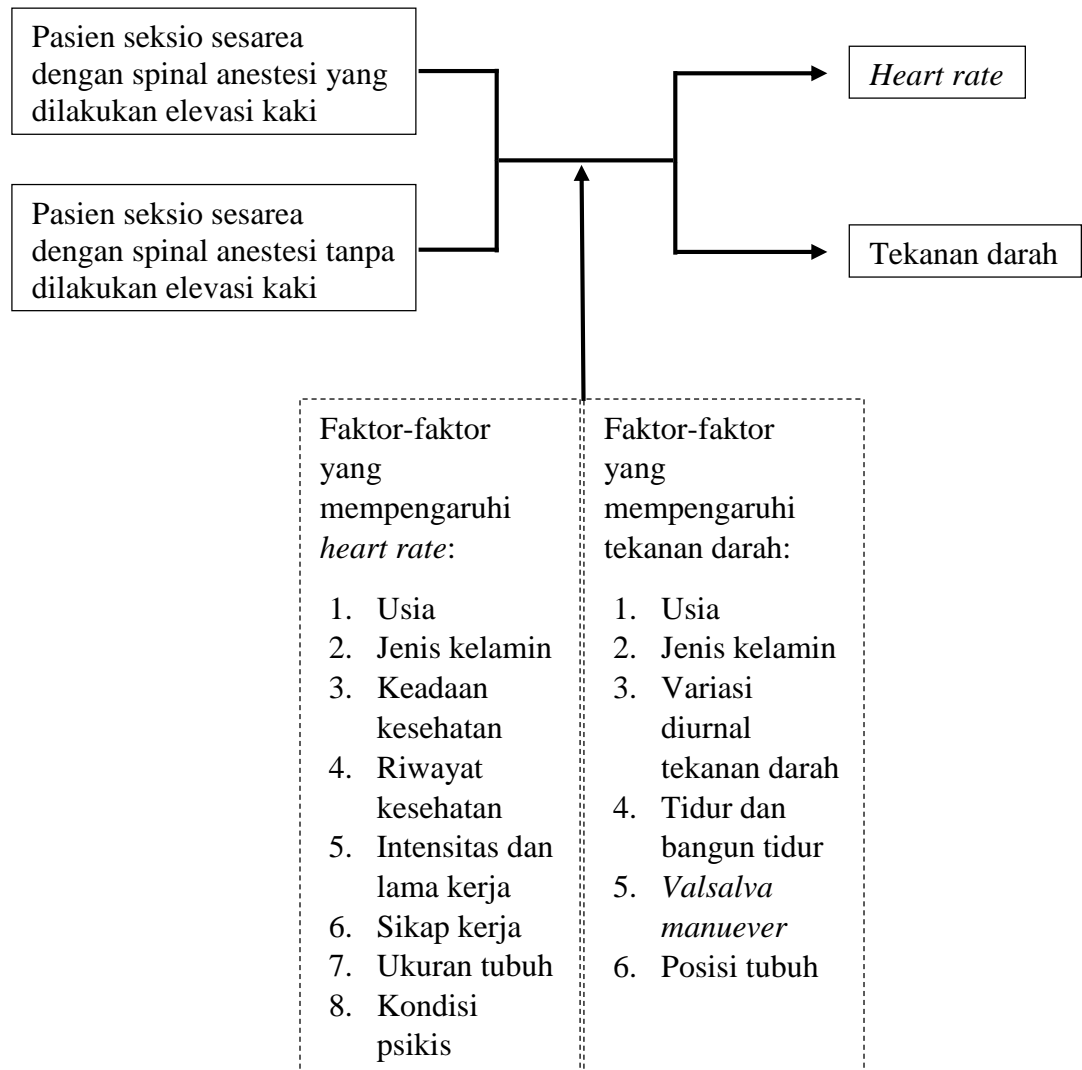 Pasien seksio sesarea
dengan spinal anestesi yang
dilakukan elevasi kaki
Heart rate
Pasien seksio sesarea
dengan spinal anestesi tanpa
dilakukan elevasi kaki
Tekanan darah
Faktor-faktor
yang
mempengaruhi
heart rate:
1. Usia
2. Jenis kelamin
3. Keadaan
kesehatan
4. Riwayat
kesehatan
5. Intensitas dan
lama kerja
6. Sikap kerja
7. Ukuran tubuh
8. Kondisi
psikis
Faktor-faktor
yang
mempengaruhi
tekanan darah:
1. Usia
2. Jenis kelamin
3. Variasi
diurnal
tekanan darah
4. Tidur dan
bangun tidur
5. Valsalva
manuever
6. Posisi tubuh